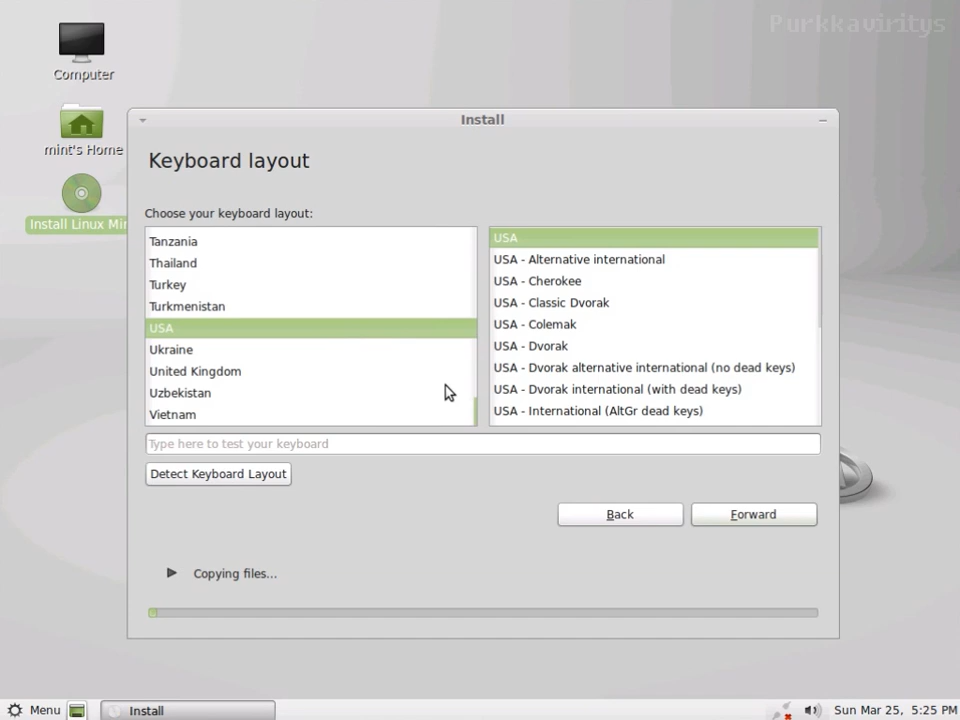 Purkkaviritys
Computer
mint's Home
Install Linux Min
Install
Keyboard layout
Choose your keyboard layout:
Tanzania
Thailand
Turkey
Turkmenistan
USA
Ukraine
United Kingdom
Uzbekistan
Vietnam
USA
USA - Alternative international
USA - Cherokee
USA - Classic Dvorak
USA - Colemak
USA - Dvorak
USA - Dvorak alternative international (no dead keys)
USA - Dvorak international (with dead keys)
USA - International (AltGr dead keys)
Type here to test your keyboard
Detect Keyboard Layout
Back
Forward
Copying files...
Menu
Install
Sun Mar 25, 5:25 PM